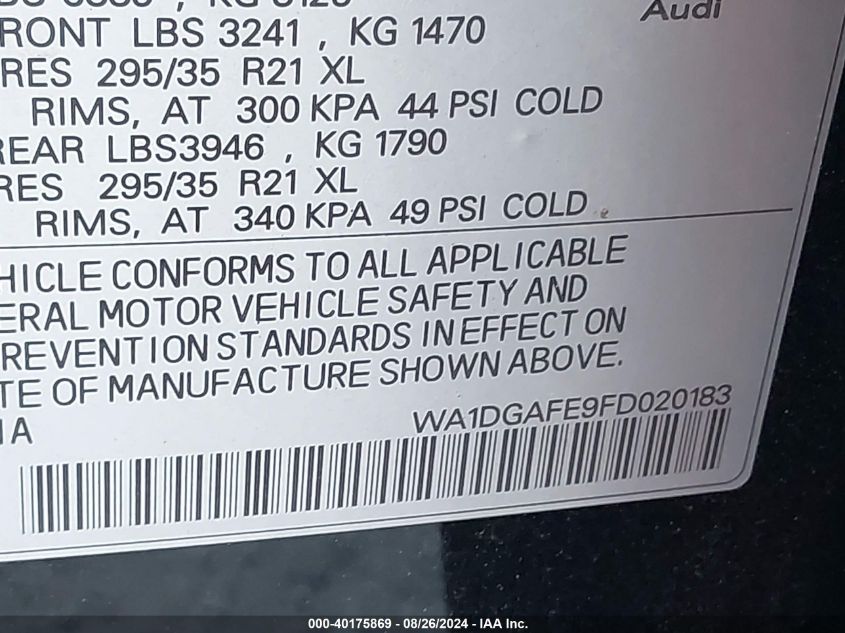 Audi
FRONT LBS 3241 , KG 1470
RES 295/35 R21 XL
RIMS, AT 300 KPA 44 PSI COLD
REAR LBS3946 , KG 1790
RES 295/35 R21 XL
RIMS, AT 340 KPA 49 PSI COLD
HICLE CONFORMS TO ALL APPLICABLE
ERAL MOTOR VEHICLE SAFETY AND
REVENTION STANDARDS IN EFFECT ON
TE OF MANUFACTURE SHOWN ABOVE.
WA1DGAFE9FD020183
000-40175869 - 08/26/2024 - IAAI Inc.